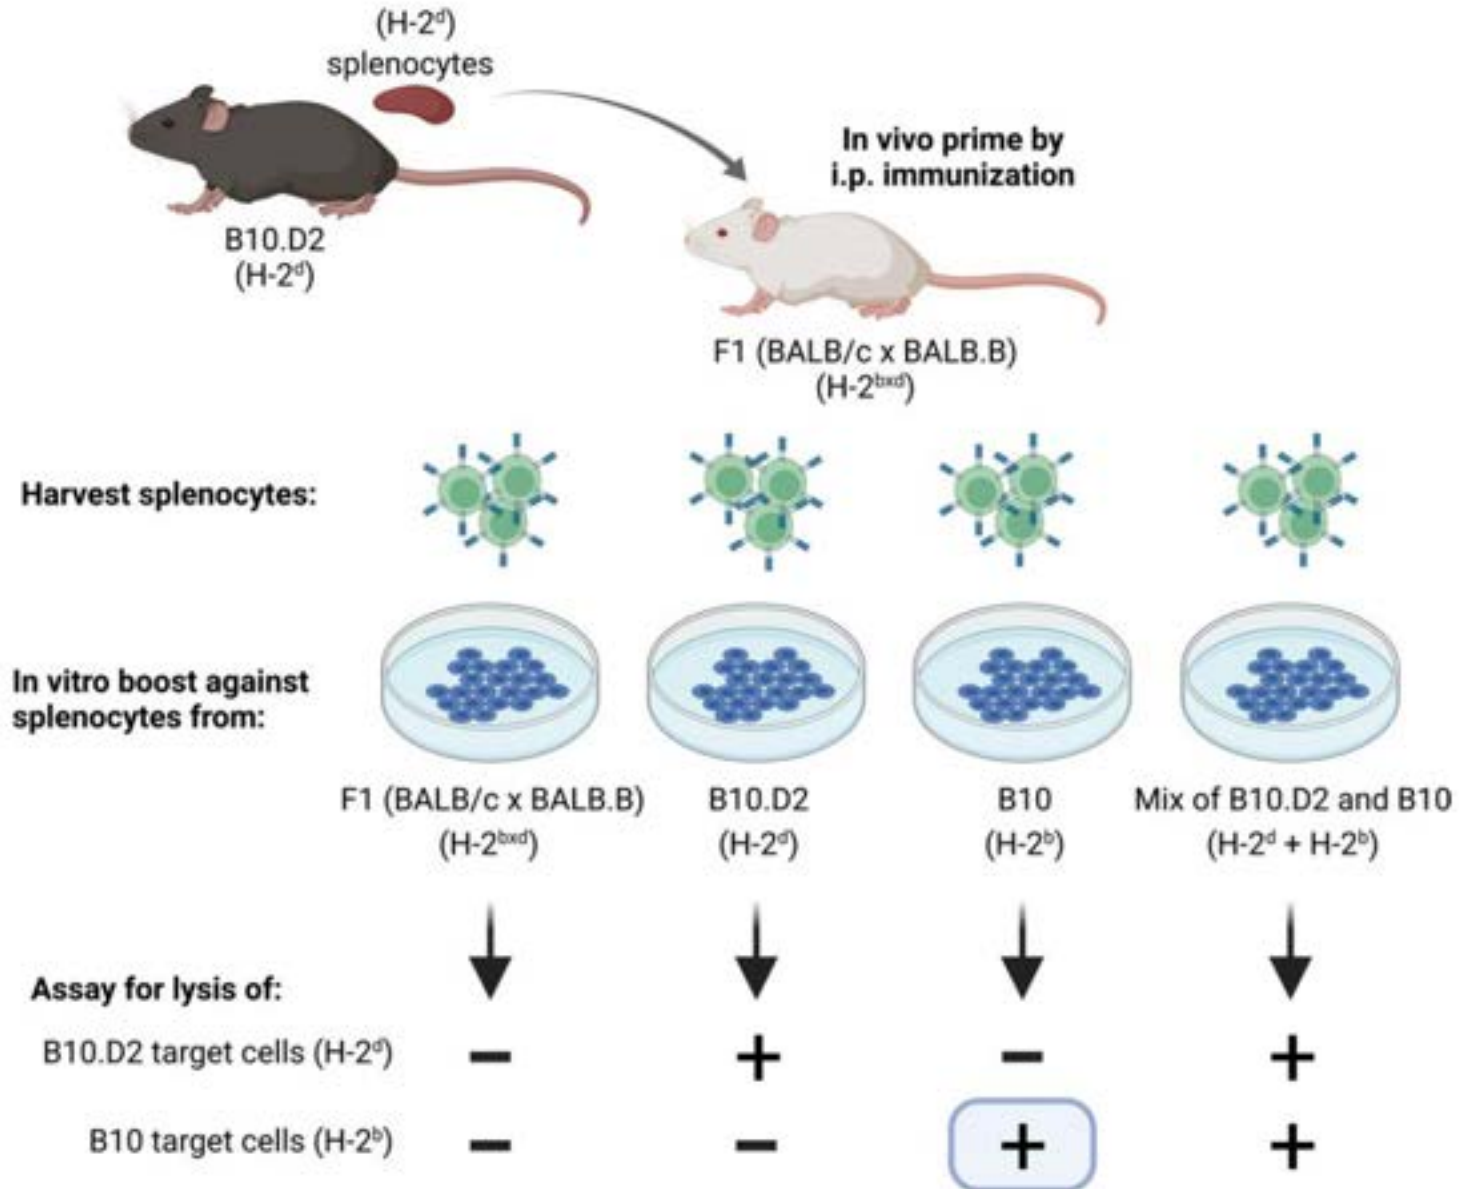 (H-2ᵈ)
splenocytes
In vivo prime by
i.p. immunization
B10.D2
(H-2ᵈ)
F1 (BALB/c x BALB.B)
(H-2ᵇˣᵈ)
Harvest splenocytes:
In vitro boost against
splenocytes from:
F1 (BALB/c x BALB.B)
(H-2ᵇˣᵈ)
B10.D2
(H-2ᵈ)
B10
(H-2ᵇ)
Mix of B10.D2 and B10
(H-2ᵈ + H-2ᵇ)
Assay for lysis of:
B10.D2 target cells (H-2ᵈ) − + − +
B10 target cells (H-2ᵇ) − − + +